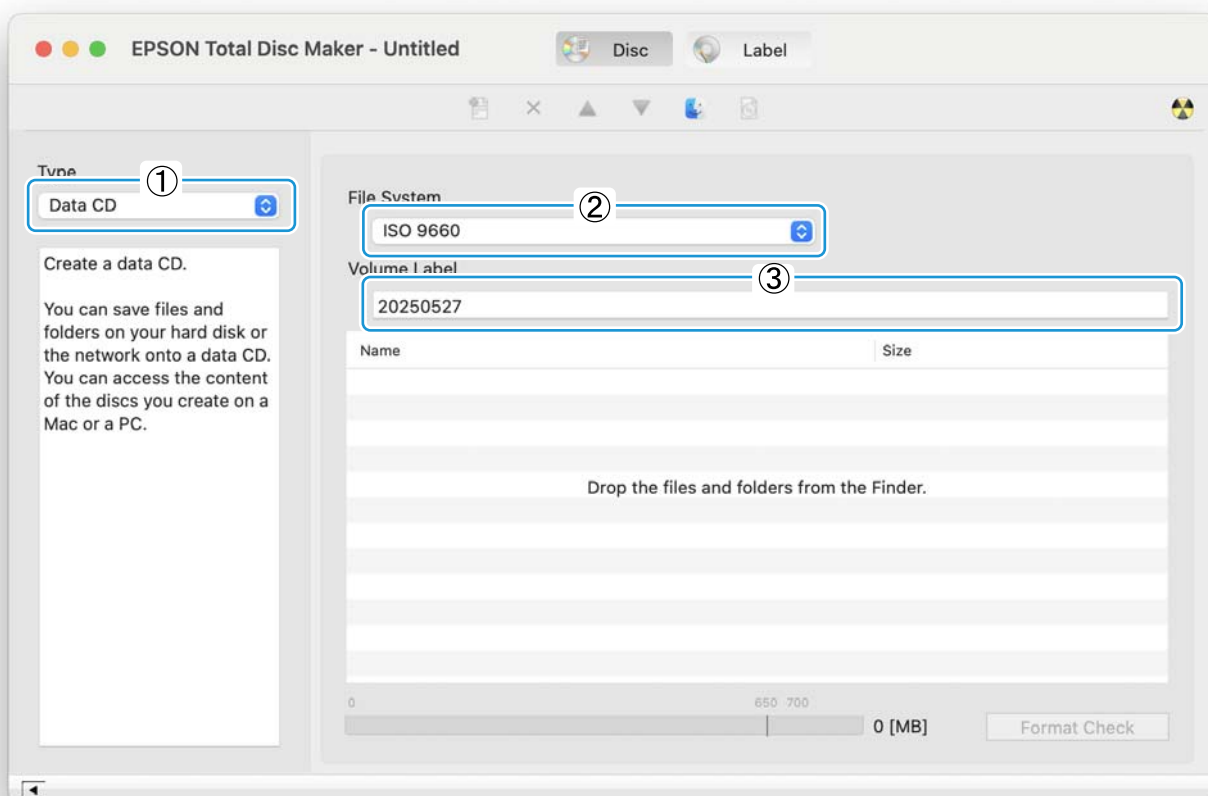 EPSON Total Disc Maker - Untitled
Disc
Label
Type
①
Data CD
Create a data CD.
You can save files and
folders on your hard disk or
the network onto a data CD.
You can access the content
of the discs you create on a
Mac or a PC.
File System
②
ISO 9660
Volume Label
③
20250527
Name
Size
Drop the files and folders from the Finder.
0
650 700
0 [MB]
Format Check